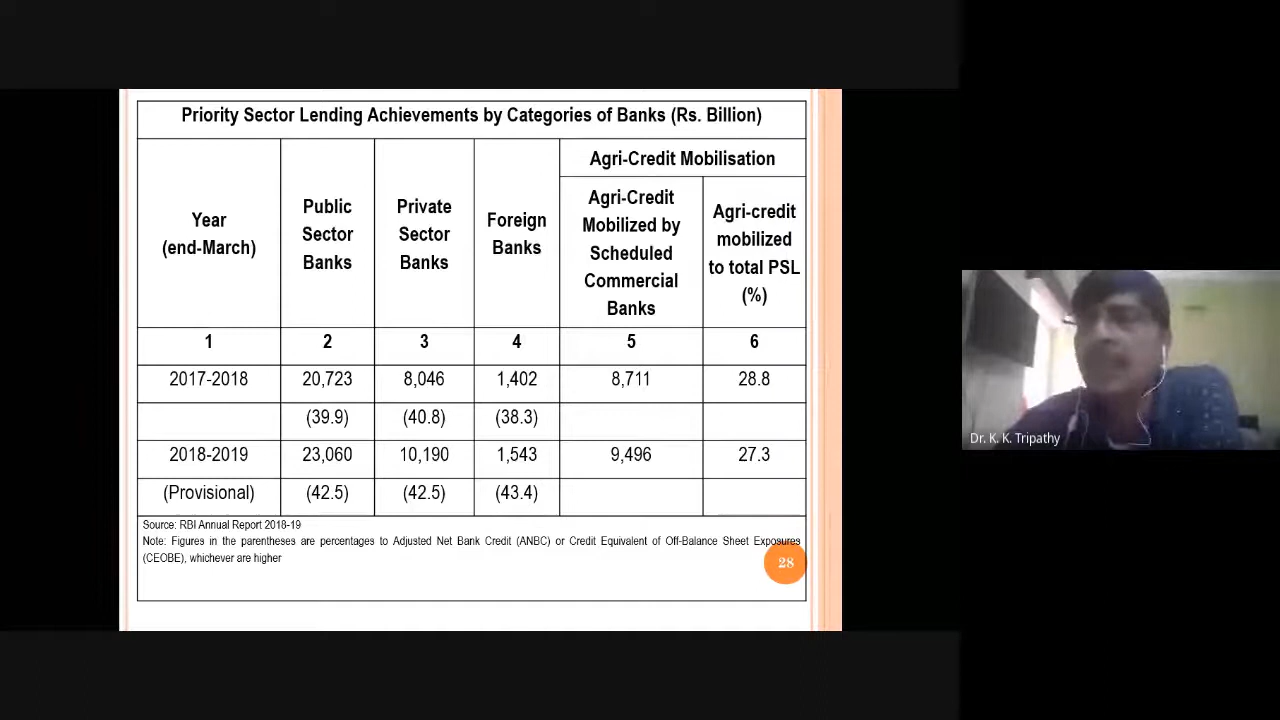 Priority Sector Lending Achievements by Categories of Banks (Rs. Billion)
Year
(end-March)
Public
Sector
Banks
Private
Sector
Banks
Foreign
Banks
Agri-Credit Mobilisation
Agri-Credit
Mobilized by
Scheduled
Commercial
Banks
Agri-credit
mobilized
to total PSL
(%)
1 2 3 4 5 6
2017-2018 20,723 8,046 1,402 8,711 28.8
(39.9) (40.8) (38.3)
2018-2019 23,060 10,190 1,543 9,496 27.3
(Provisional) (42.5) (42.5) (43.4)
Source: RBI Annual Report 2018-19
Note: Figures in the parentheses are percentages to Adjusted Net Bank Credit (ANBC) or Credit Equivalent of Off-Balance Sheet Exposures
(CEOBE), whichever are higher
28
Dr. K. K. Tripathy